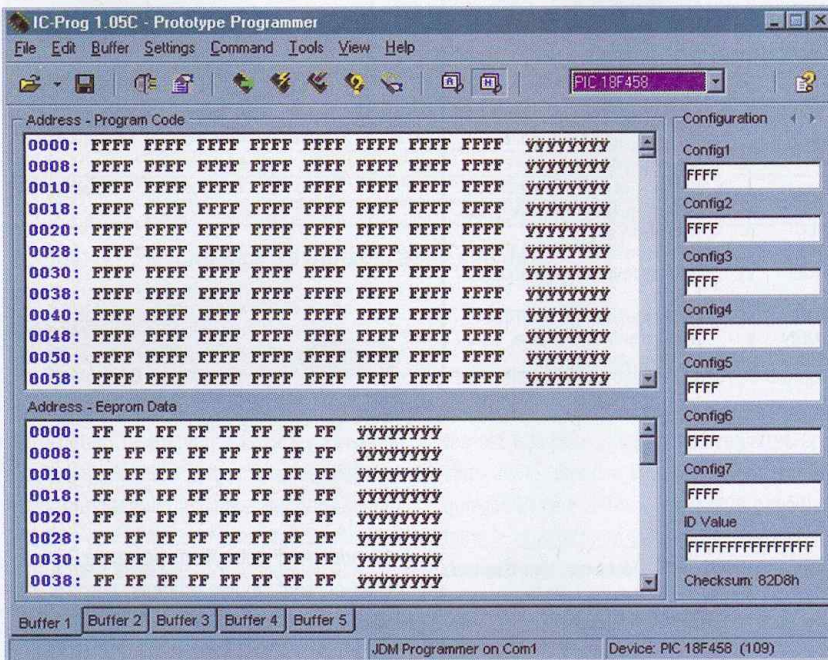 IC-Prog 1.05C - Prototype Programmer
File Edit Buffer Settings Command Tools View Help
PIC 18F458
Address - Program Code
0000: FFFF FFFF FFFF FFFF FFFF FFFF FFFF FFFF ÿÿÿÿÿÿÿÿ
0008: FFFF FFFF FFFF FFFF FFFF FFFF FFFF FFFF ÿÿÿÿÿÿÿÿ
0010: FFFF FFFF FFFF FFFF FFFF FFFF FFFF FFFF ÿÿÿÿÿÿÿÿ
0018: FFFF FFFF FFFF FFFF FFFF FFFF FFFF FFFF ÿÿÿÿÿÿÿÿ
0020: FFFF FFFF FFFF FFFF FFFF FFFF FFFF FFFF ÿÿÿÿÿÿÿÿ
0028: FFFF FFFF FFFF FFFF FFFF FFFF FFFF FFFF ÿÿÿÿÿÿÿÿ
0030: FFFF FFFF FFFF FFFF FFFF FFFF FFFF FFFF ÿÿÿÿÿÿÿÿ
0038: FFFF FFFF FFFF FFFF FFFF FFFF FFFF FFFF ÿÿÿÿÿÿÿÿ
0040: FFFF FFFF FFFF FFFF FFFF FFFF FFFF FFFF ÿÿÿÿÿÿÿÿ
0048: FFFF FFFF FFFF FFFF FFFF FFFF FFFF FFFF ÿÿÿÿÿÿÿÿ
0050: FFFF FFFF FFFF FFFF FFFF FFFF FFFF FFFF ÿÿÿÿÿÿÿÿ
0058: FFFF FFFF FFFF FFFF FFFF FFFF FFFF FFFF ÿÿÿÿÿÿÿÿ
Address - Eeprom Data
0000: FF FF FF FF FF FF FF FF ÿÿÿÿÿÿÿÿ
0008: FF FF FF FF FF FF FF FF ÿÿÿÿÿÿÿÿ
0010: FF FF FF FF FF FF FF FF ÿÿÿÿÿÿÿÿ
0018: FF FF FF FF FF FF FF FF ÿÿÿÿÿÿÿÿ
0020: FF FF FF FF FF FF FF FF ÿÿÿÿÿÿÿÿ
0028: FF FF FF FF FF FF FF FF ÿÿÿÿÿÿÿÿ
0030: FF FF FF FF FF FF FF FF ÿÿÿÿÿÿÿÿ
0038: FF FF FF FF FF FF FF FF ÿÿÿÿÿÿÿÿ
Configuration
Config1
FFFF
Config2
FFFF
Config3
FFFF
Config4
FFFF
Config5
FFFF
Config6
FFFF
Config7
FFFF
ID Value
FFFFFFFFFFFFFFFF
Checksum: 82D8h
Buffer 1 Buffer 2 Buffer 3 Buffer 4 Buffer 5
JDM Programmer on Com1 Device: PIC 18F458 (109)